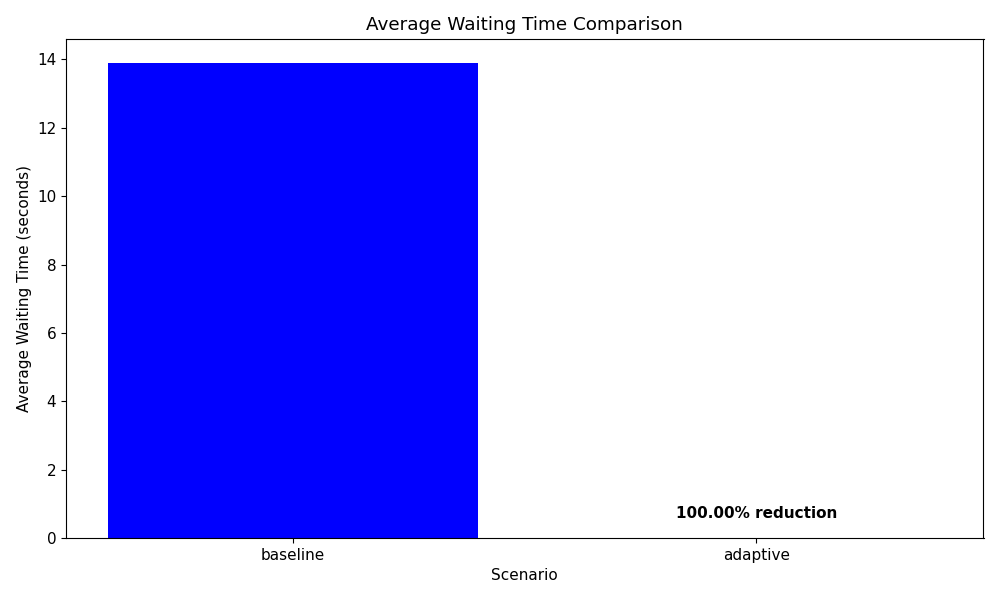 Average Waiting Time Comparison
Average Waiting Time (seconds)
14
12
10
8
6
4
2
0
100.00% reduction
baseline
adaptive
Scenario